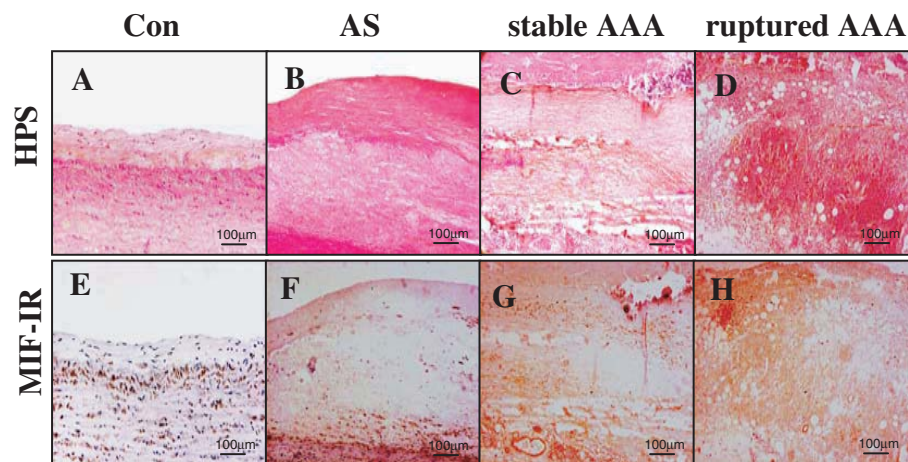 Con AS stable AAA ruptured AAA
HPS
A B C D
100μm 100μm 100μm 100μm
MIF-IR
E F G H
100μm 100μm 100μm 100μm